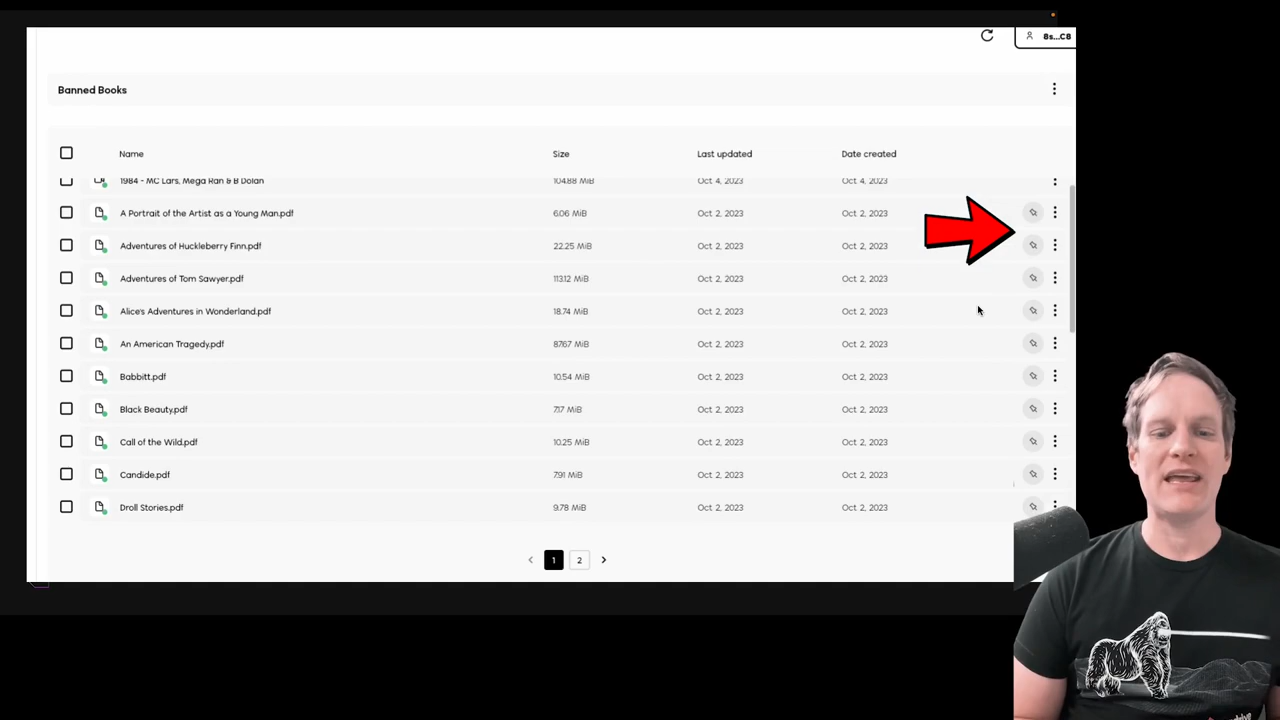 8s...C8
Banned Books
Name Size Last updated Date created
1984 - MC Lars, Mega Ran & B Dolan 104.88 MiB Oct 4, 2023 Oct 4, 2023
A Portrait of the Artist as a Young Man.pdf 6.06 MiB Oct 2, 2023 Oct 2, 2023
Adventures of Huckleberry Finn.pdf 22.25 MiB Oct 2, 2023 Oct 2, 2023
Adventures of Tom Sawyer.pdf 113.12 MiB Oct 2, 2023 Oct 2, 2023
Alice's Adventures in Wonderland.pdf 18.74 MiB Oct 2, 2023 Oct 2, 2023
An American Tragedy.pdf 87.67 MiB Oct 2, 2023 Oct 2, 2023
Babbitt.pdf 10.54 MiB Oct 2, 2023 Oct 2, 2023
Black Beauty.pdf 7.17 MiB Oct 2, 2023 Oct 2, 2023
Call of the Wild.pdf 10.25 MiB Oct 2, 2023 Oct 2, 2023
Candide.pdf 7.91 MiB Oct 2, 2023 Oct 2, 2023
Droll Stories.pdf 9.78 MiB Oct 2, 2023 Oct 2, 2023
1 2